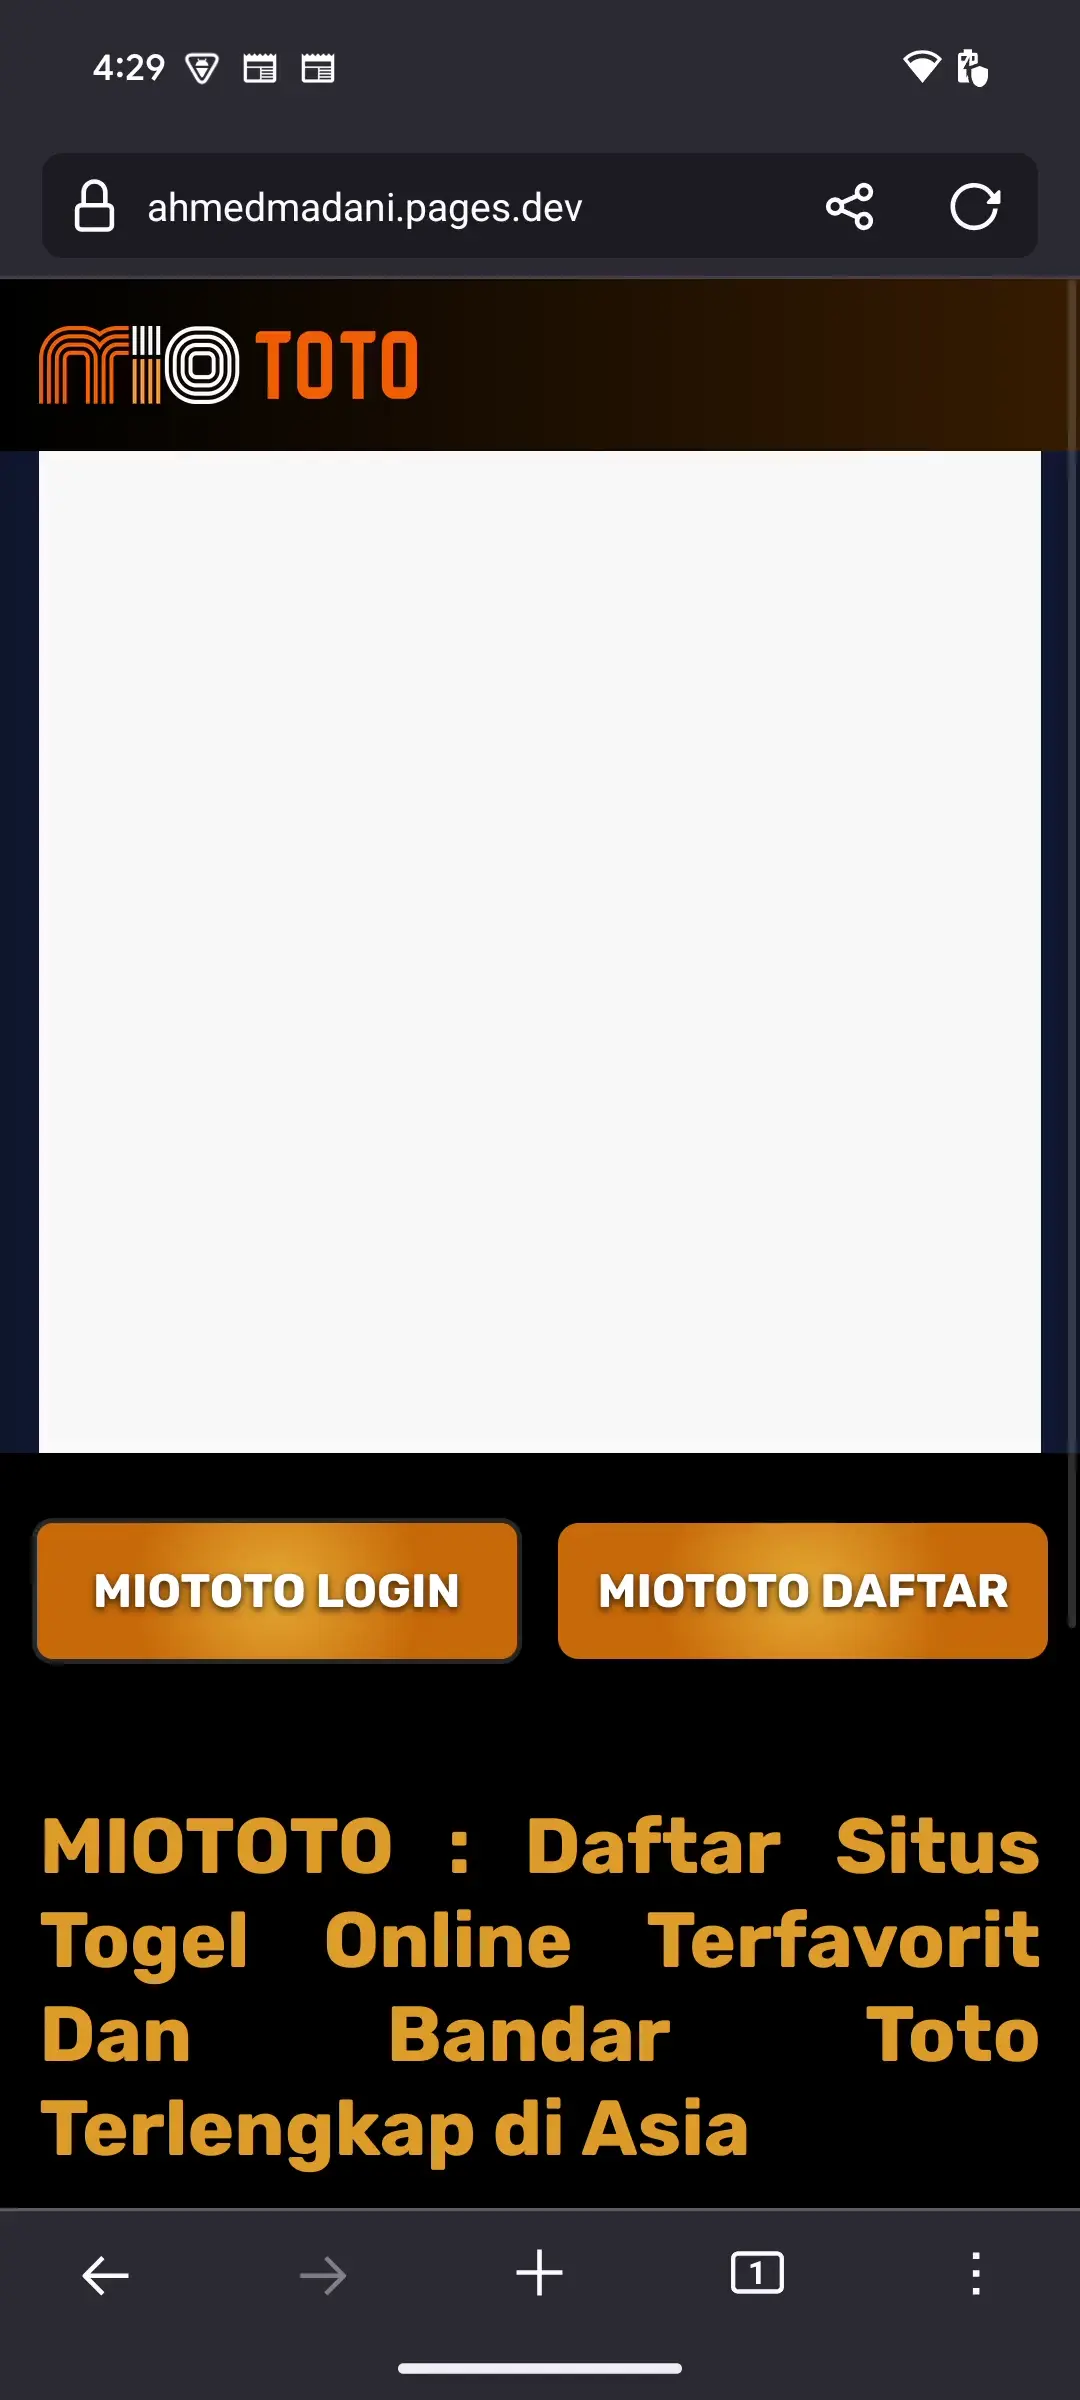 4:29
ahmedmadani.pages.dev
MIO TOTO
MIOTOTO LOGIN
MIOTOTO DAFTAR
MIOTOTO : Daftar Situs
Togel Online Terfavorit
Dan Bandar Toto
Terlengkap di Asia
1